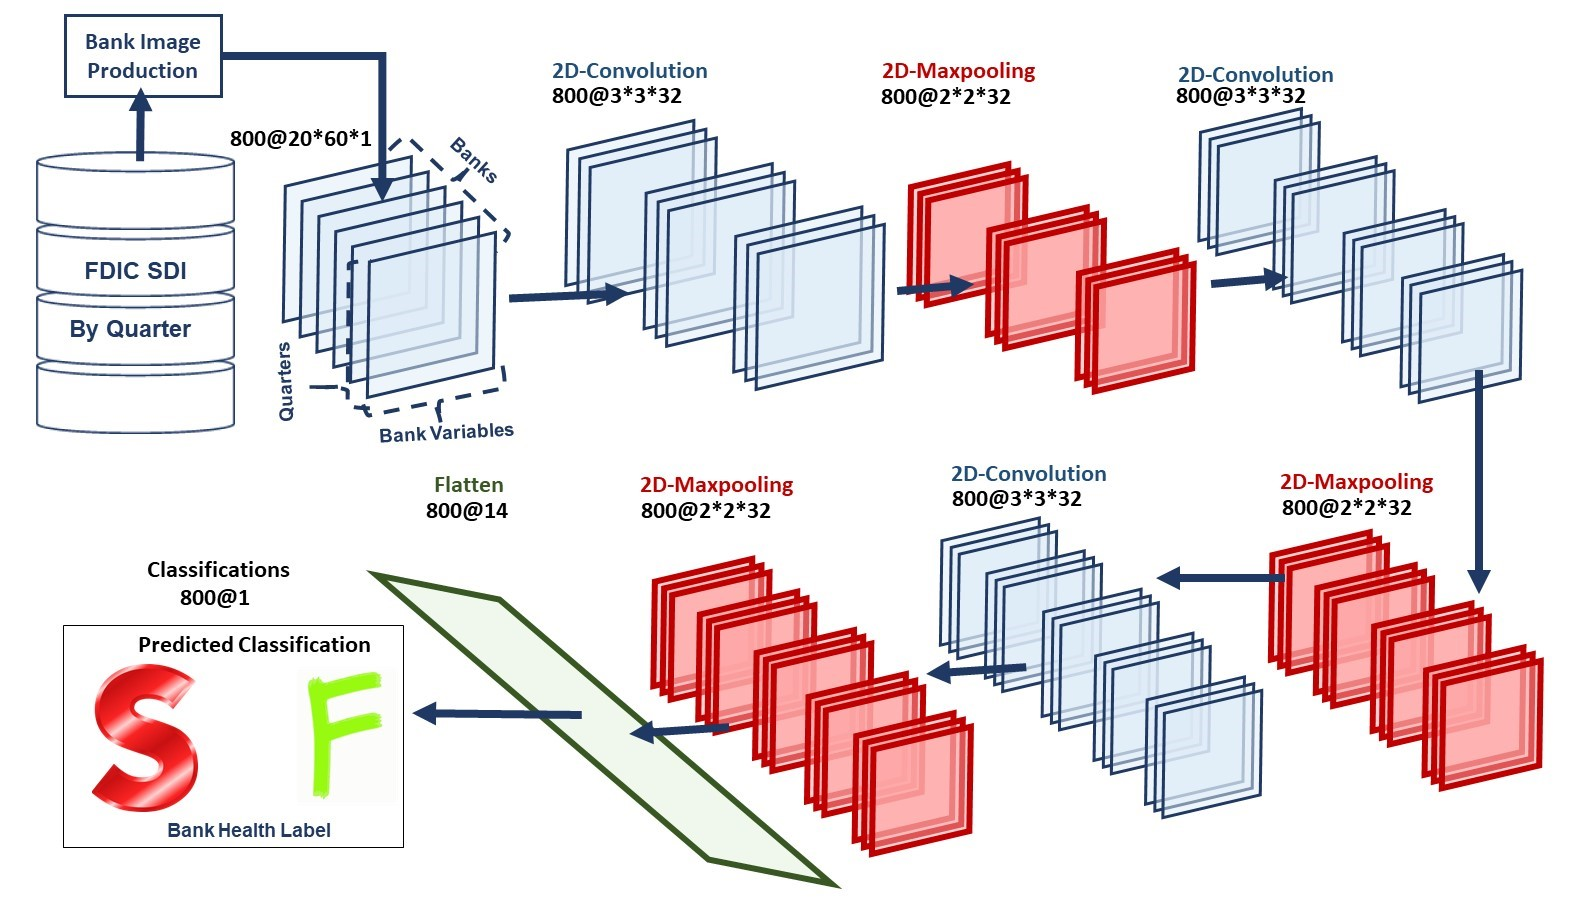 Bank Image
Production
FDIC SDI
By Quarter
800@20*60*1
Banks
Quarters
Bank Variables
2D-Convolution
800@3*3*32
2D-Maxpooling
800@2*2*32
2D-Convolution
800@3*3*32
2D-Maxpooling
800@2*2*32
2D-Convolution
800@3*3*32
2D-Maxpooling
800@2*2*32
Flatten
800@14
Classifications
800@1
Predicted Classification
S F
Bank Health Label